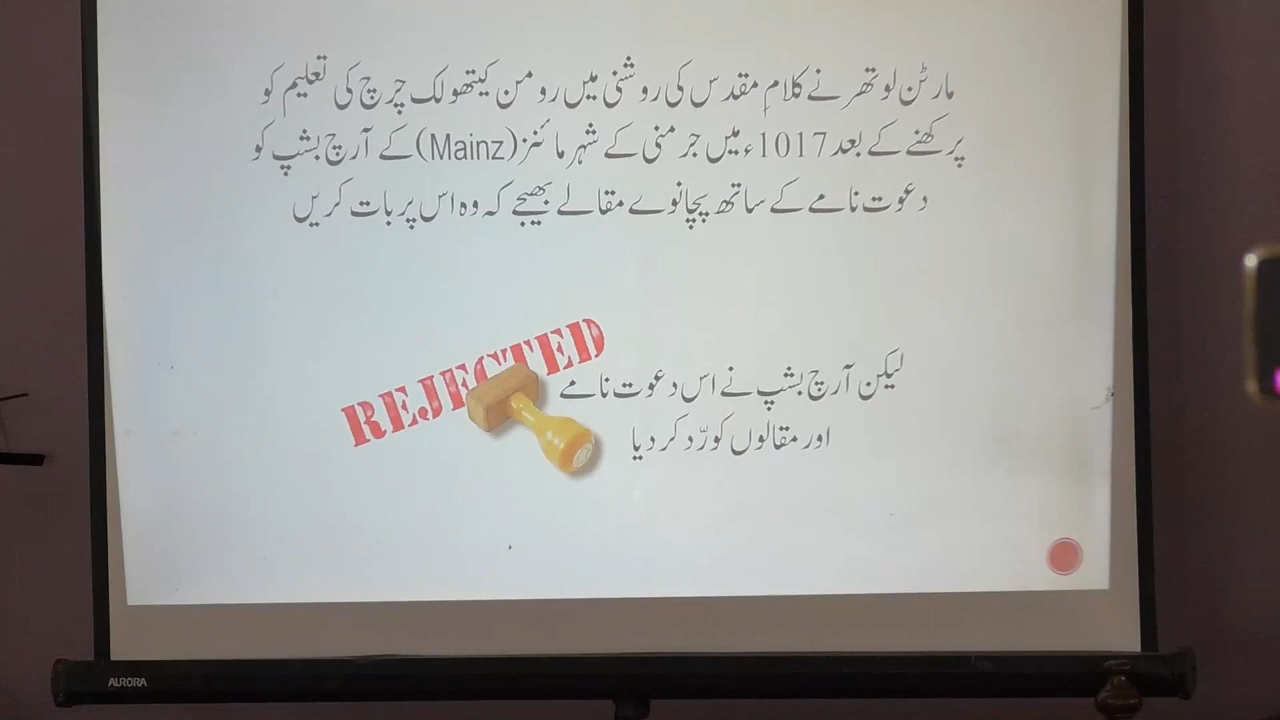 مارٹن لوتھر نے کلامِ مقدس کی روشنی میں رومن کیتھولک چرچ کی تعلیم کو
پرکھنے کے بعد 1017ء میں جرمنی کے شہر مائنز (Mainz) کے آرچ بشپ کو
دعوت نامے کے ساتھ پچانوے مقالے بھیجے کہ وہ اس پر بات کریں
REJECTED
لیکن آرچ بشپ نے اس دعوت نامے
اور مقالوں کو ردّ کر دیا
AURORA